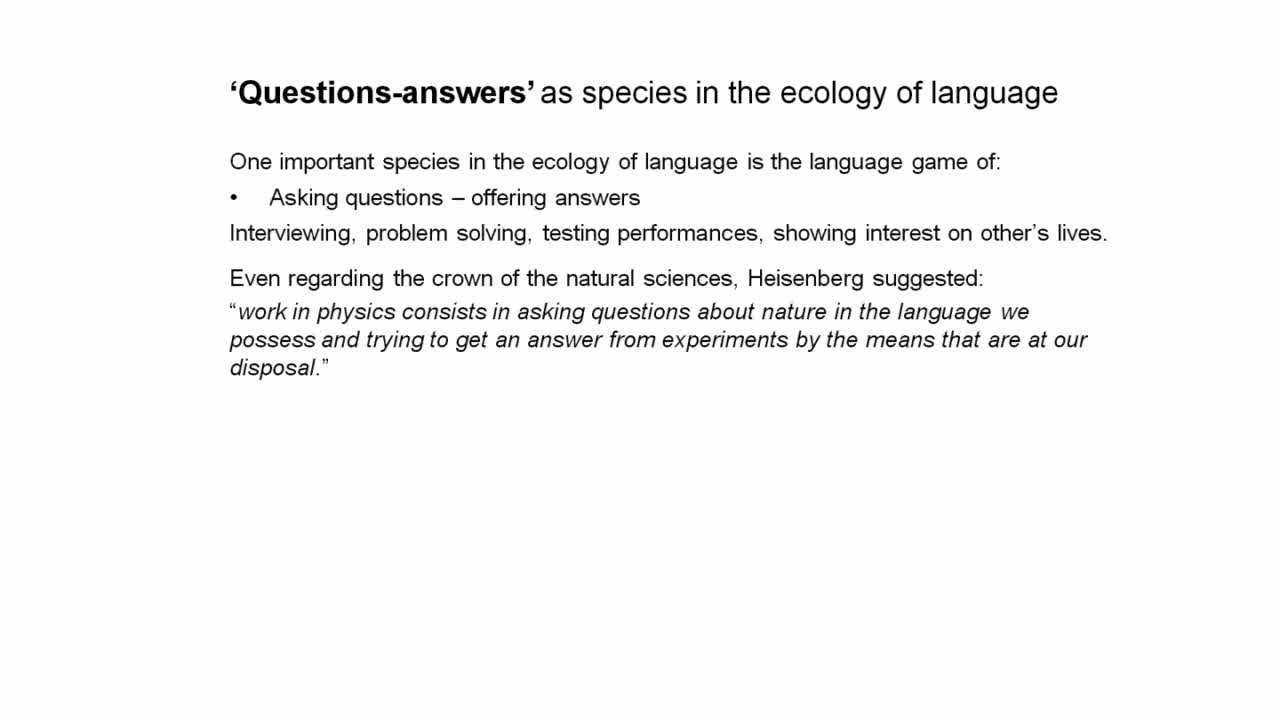 ‘Questions-answers’ as species in the ecology of language
One important species in the ecology of language is the language game of:
• Asking questions – offering answers
Interviewing, problem solving, testing performances, showing interest on other’s lives.
Even regarding the crown of the natural sciences, Heisenberg suggested:
“work in physics consists in asking questions about nature in the language we
possess and trying to get an answer from experiments by the means that are at our
disposal.”